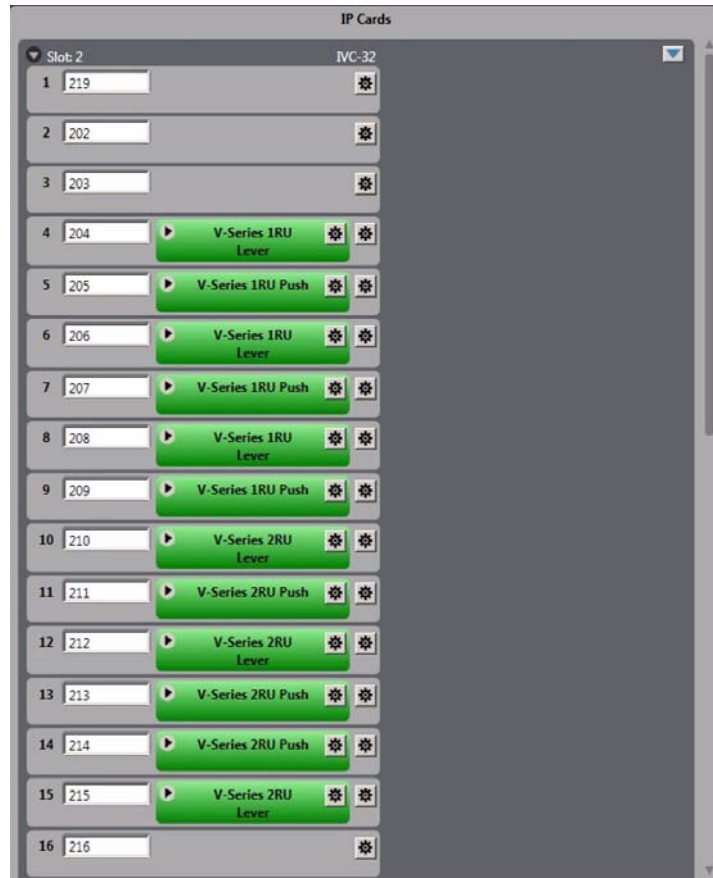 IP Cards
Slot: 2 IVC-32
1 219
2 202
3 203
4 204 V-Series 1RU
Lever
5 205 V-Series 1RU Push
6 206 V-Series 1RU
Lever
7 207 V-Series 1RU Push
8 208 V-Series 1RU
Lever
9 209 V-Series 1RU Push
10 210 V-Series 2RU
Lever
11 211 V-Series 2RU Push
12 212 V-Series 2RU
Lever
13 213 V-Series 2RU Push
14 214 V-Series 2RU Push
15 215 V-Series 2RU
Lever
16 216